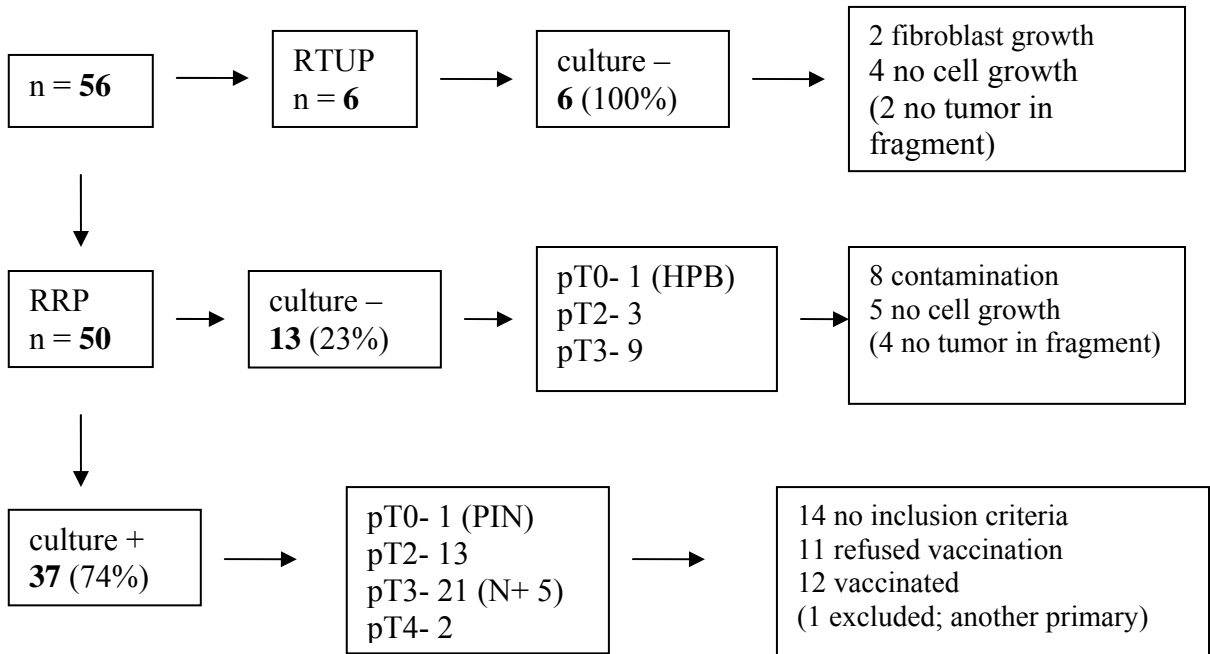 n = 56
RTUP
n = 6
culture –
6 (100%)
2 fibroblast growth
4 no cell growth
(2 no tumor in
fragment)
RRP
n = 50
culture –
13 (23%)
pT0- 1 (HPB)
pT2- 3
pT3- 9
8 contamination
5 no cell growth
(4 no tumor in fragment)
culture +
37 (74%)
pT0- 1 (PIN)
pT2- 13
pT3- 21 (N+ 5)
pT4- 2
14 no inclusion criteria
11 refused vaccination
12 vaccinated
(1 excluded; another primary)